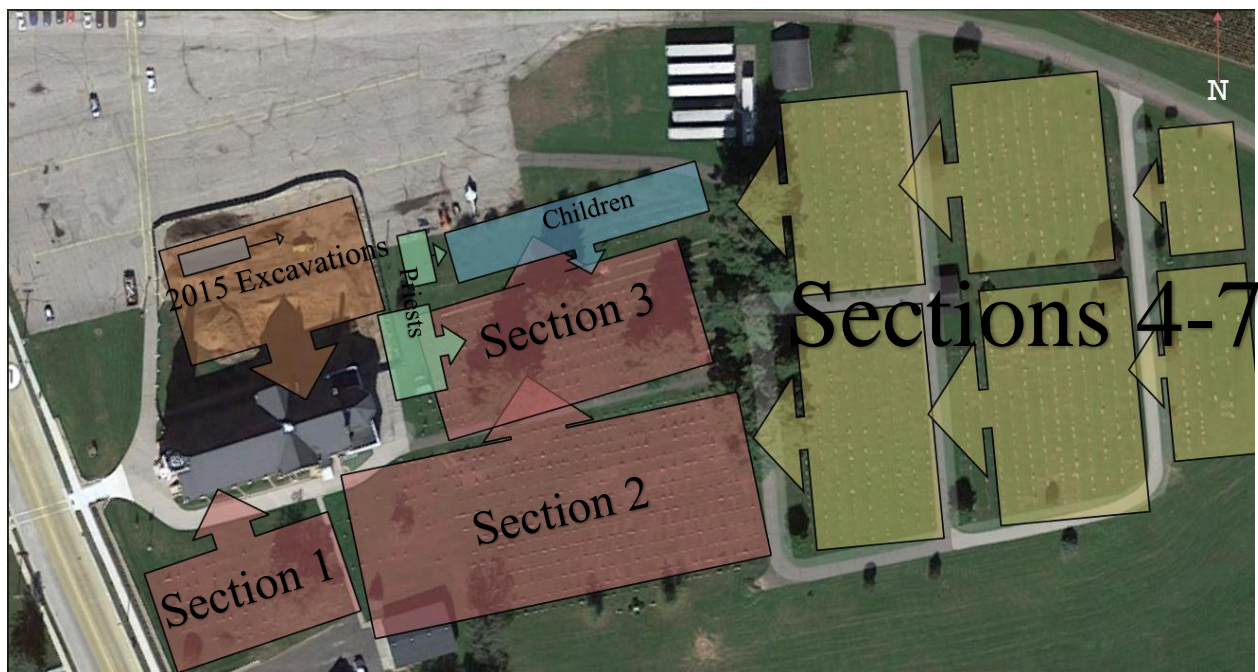 N
Children
Priests
2015 Excavations
Section 3
Sections 4-7
Section 2
Section 1